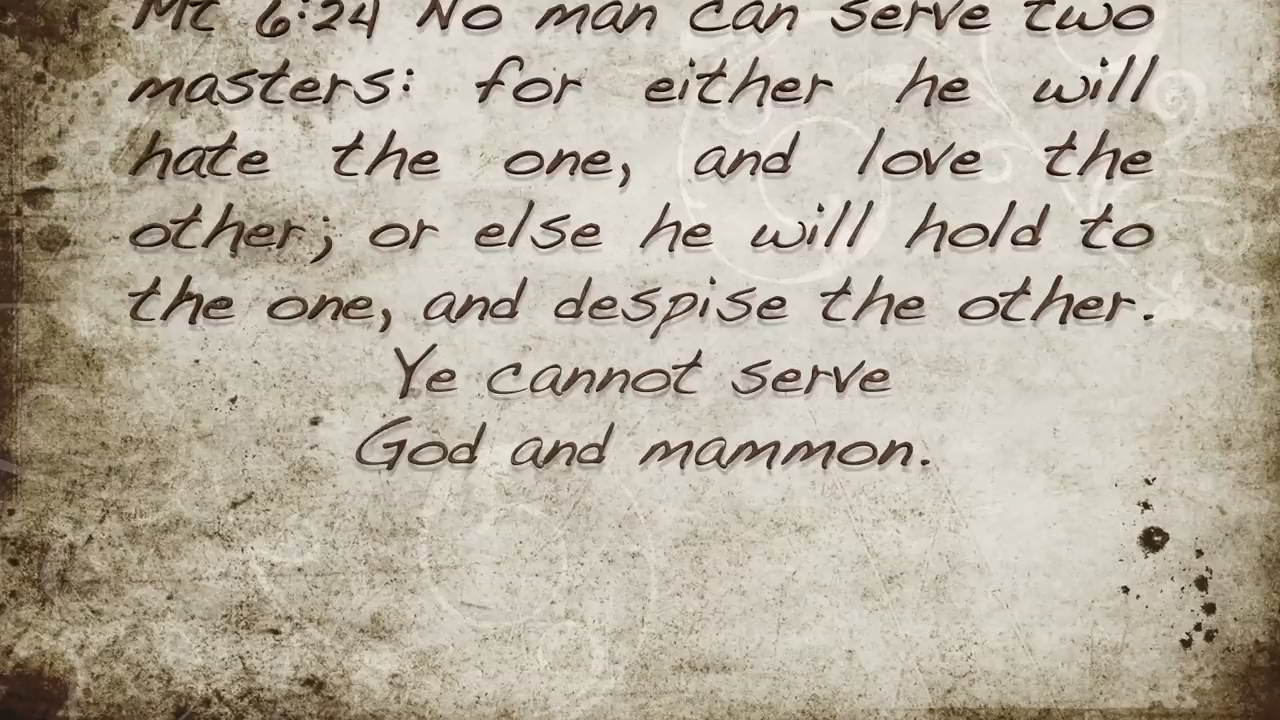 Mt 6:24 No man can serve two
masters: for either he will
hate the one, and love the
other; or else he will hold to
the one, and despise the other.
Ye cannot serve
God and mammon.